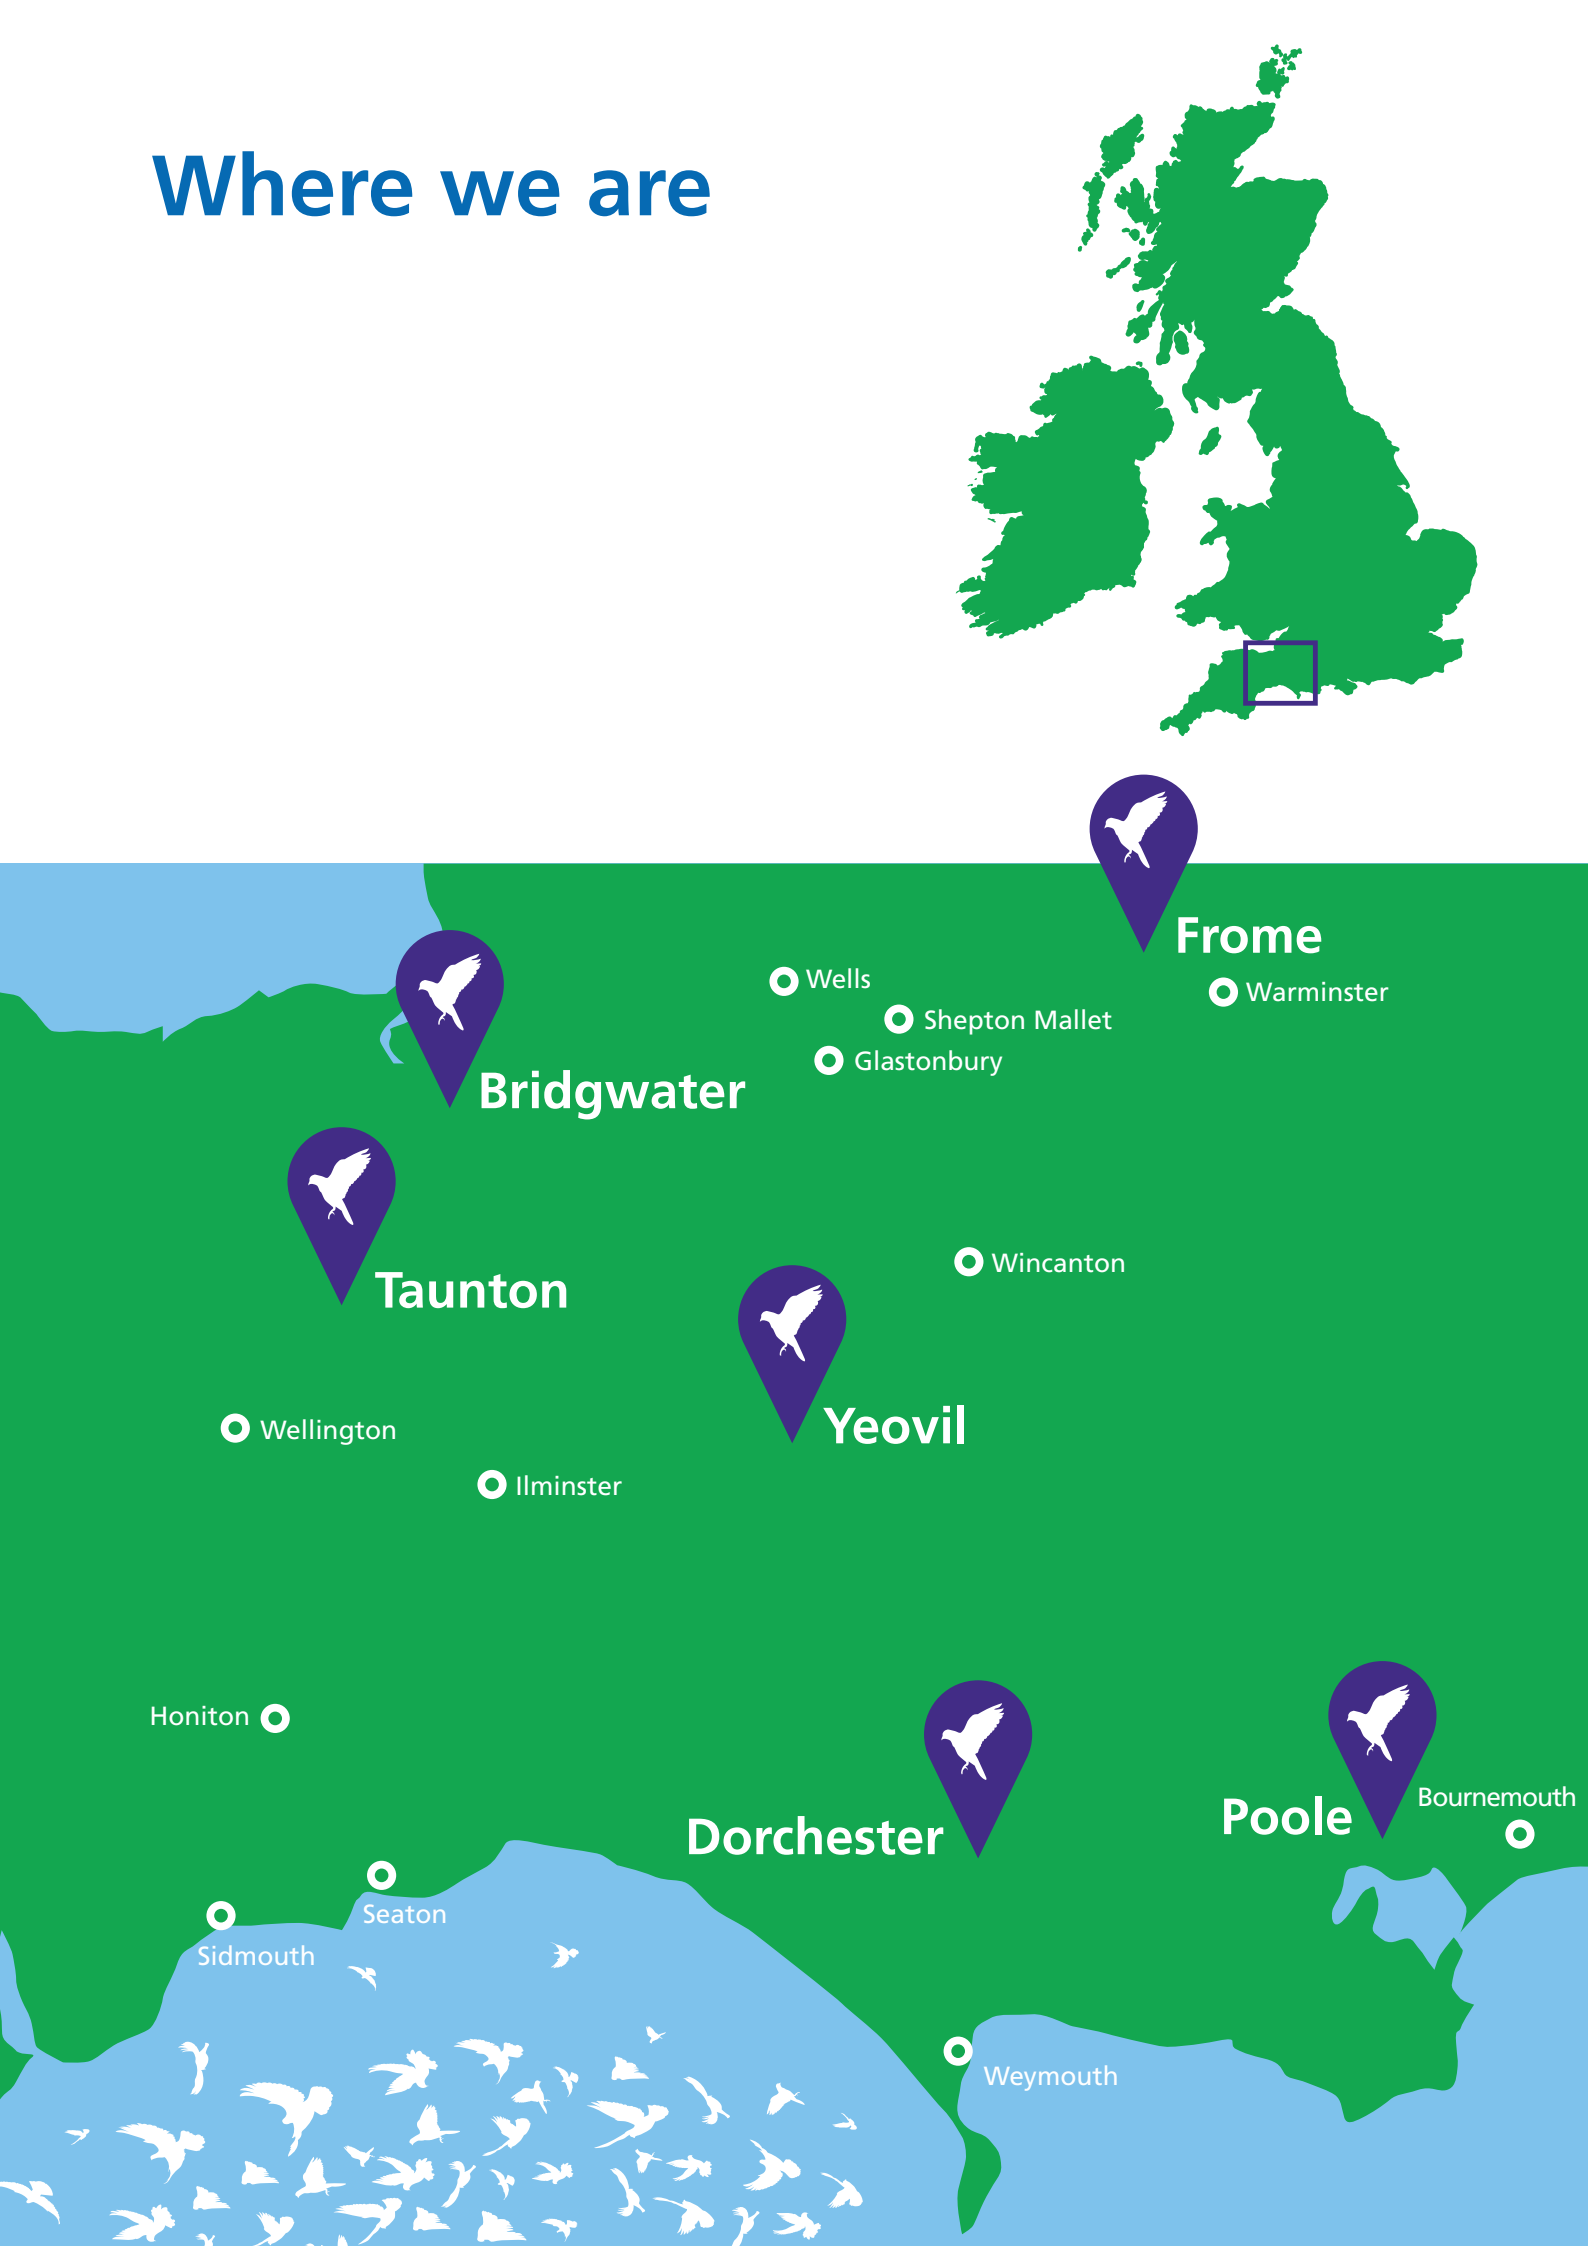 Where we are
Frome
Wells
Warminster
Shepton Mallet
Glastonbury
Bridgwater
Wincanton
Taunton
Yeovil
Wellington
Ilminster
Honiton
Bournemouth
Poole
Dorchester
Seaton
Sidmouth
Weymouth